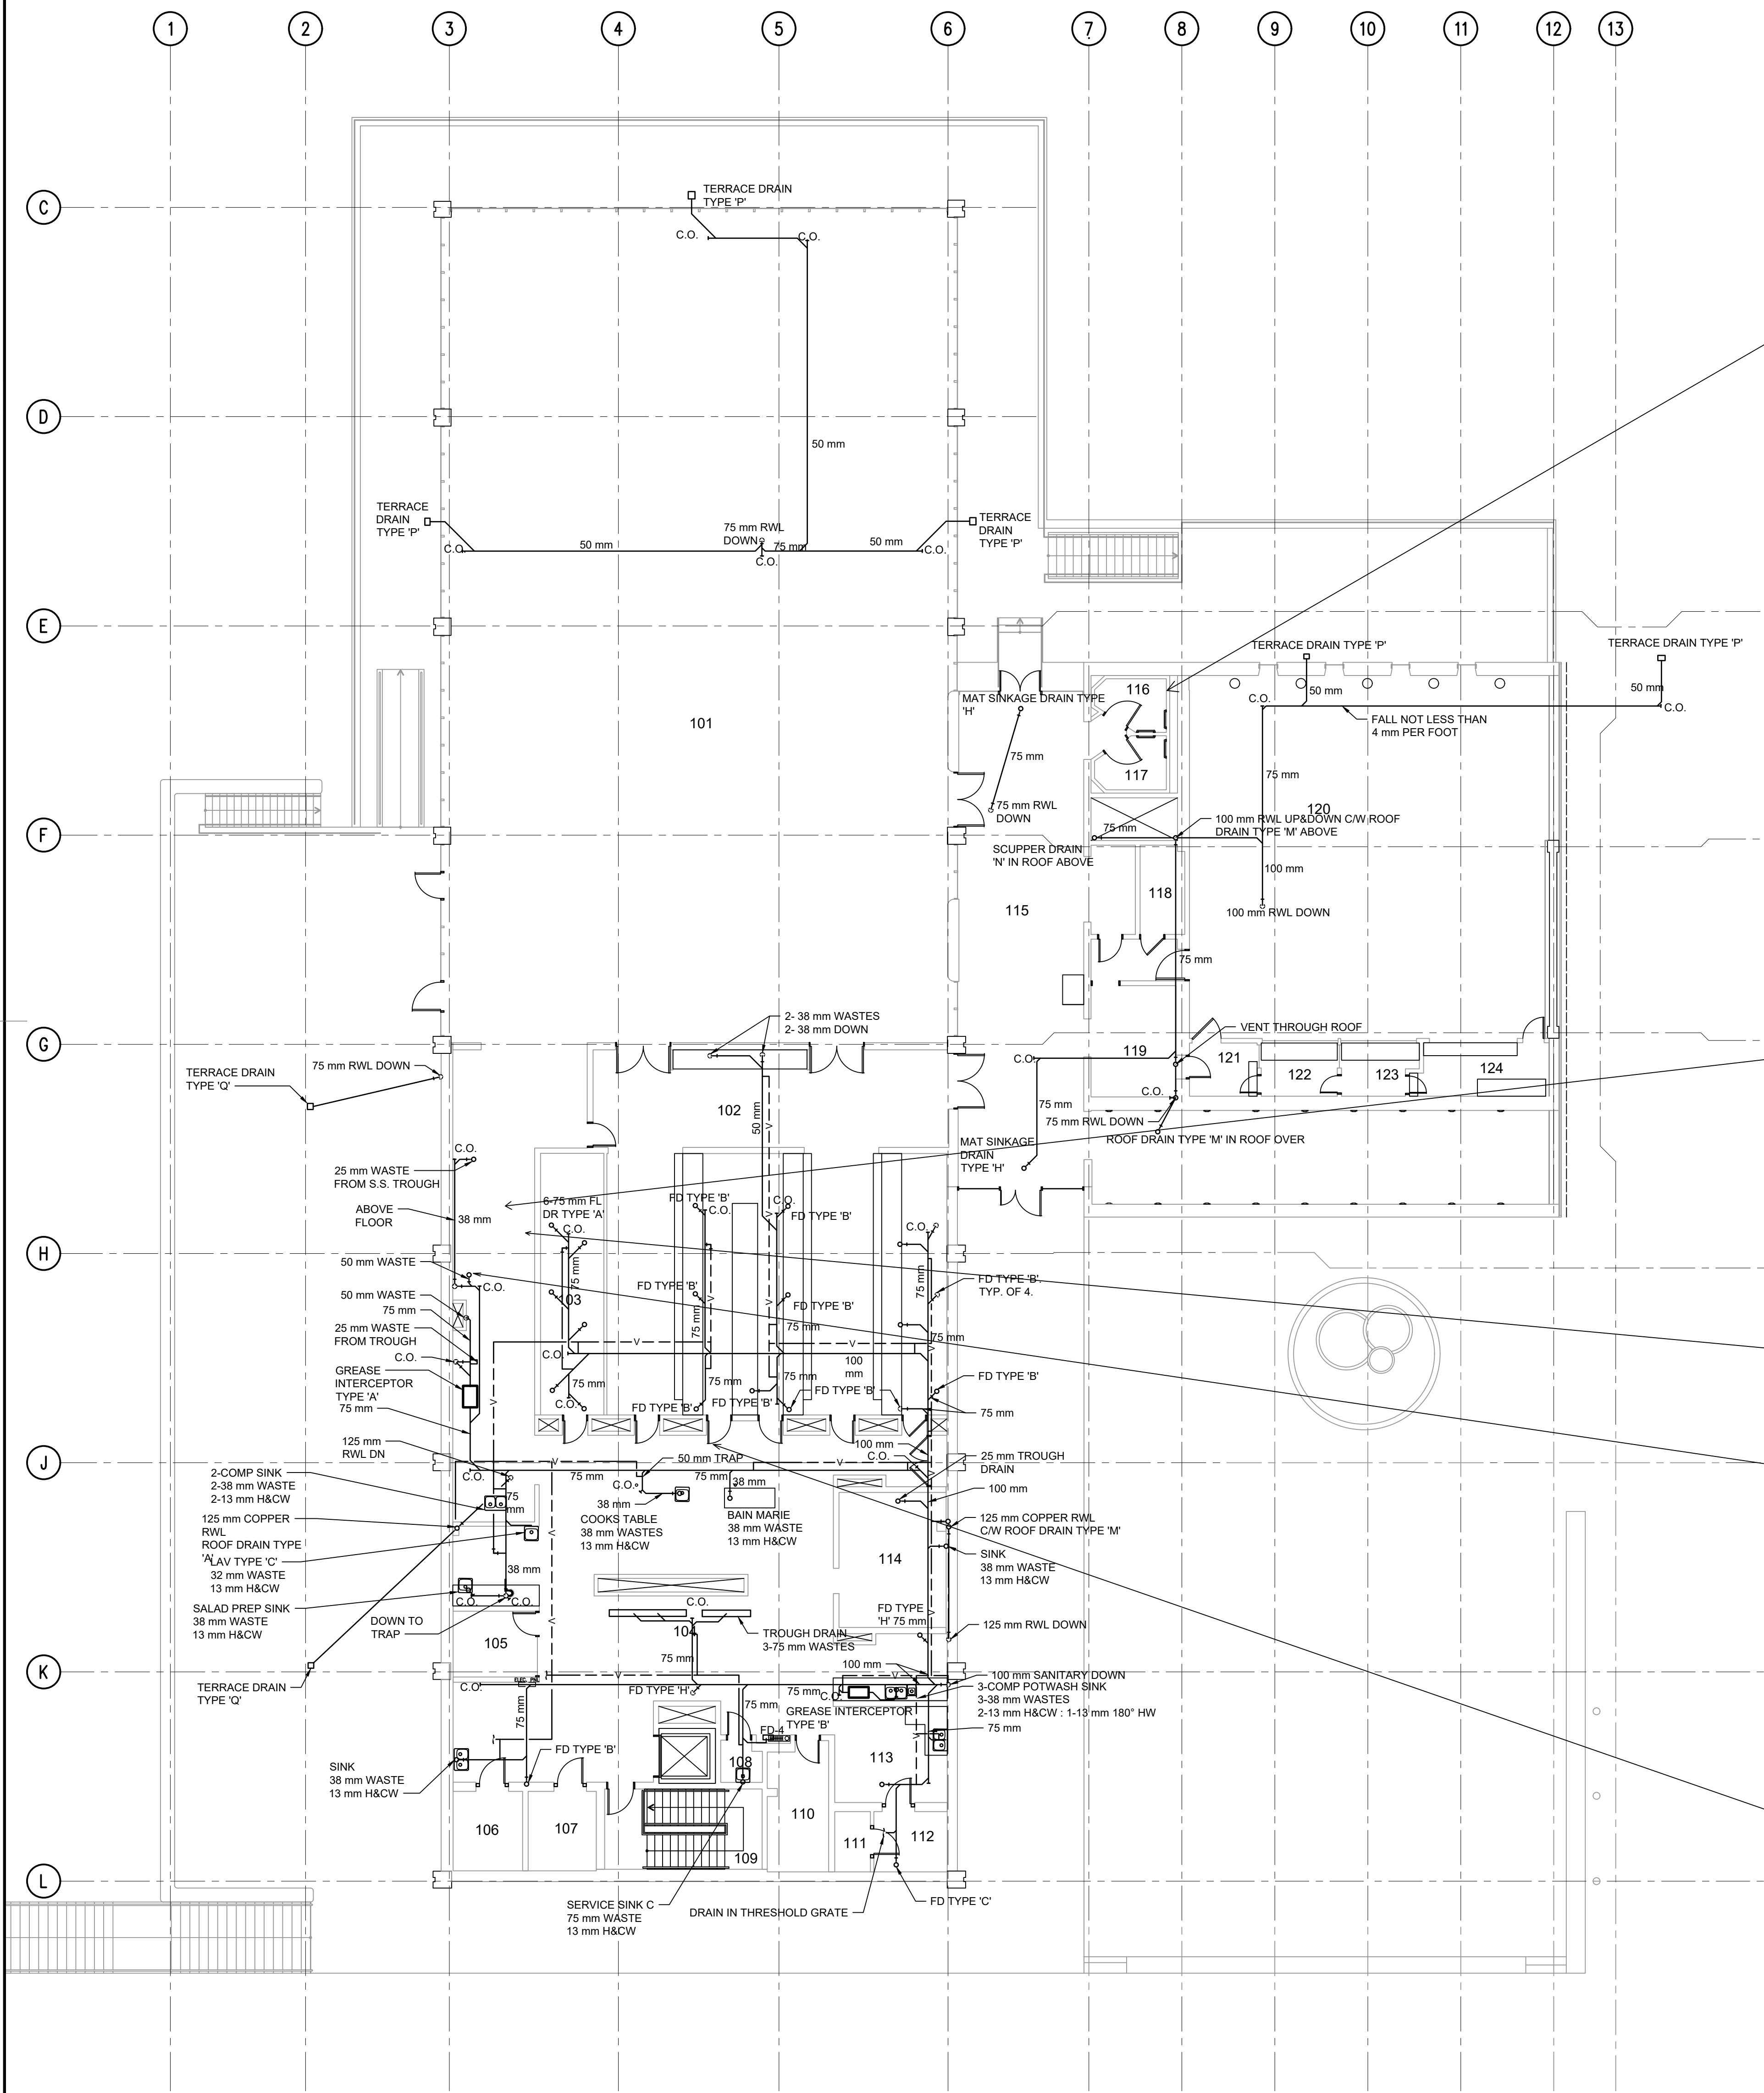 1
2
3
4
5
6
7
8
9
10
11
12
13
C
TERRACE DRAIN
TYPE 'P'
C.O.
C.O.
D
50 mm
TERRACE
DRAIN
TYPE 'P'
C.O.
50 mm
75 mm RWL
DOWN
75 mm
C.O.
50 mm
C.O.
TERRACE
DRAIN
TYPE 'P'
E
TERRACE DRAIN TYPE 'P'
TERRACE DRAIN TYPE 'P'
101
MAT SINKAGE DRAIN TYPE
'H'
116
C.O.
50 mm
50 mm
C.O.
FALL NOT LESS THAN
4 mm PER FOOT
75 mm
117
75 mm
75 mm RWL
DOWN
120
F
75 mm
100 mm RWL UP&DOWN C/W ROOF
DRAIN TYPE 'M' ABOVE
SCUPPER DRAIN
'N' IN ROOF ABOVE
100 mm
118
115
100 mm RWL DOWN
75 mm
G
2- 38 mm WASTES
2- 38 mm DOWN
VENT THROUGH ROOF
C.O.
119
121
122
123
124
75 mm RWL DOWN
TERRACE DRAIN
TYPE 'Q'
102
50 mm
V
75 mm
C.O.
75 mm RWL DOWN
ROOF DRAIN TYPE 'M' IN ROOF OVER
MAT SINKAGE
DRAIN
TYPE 'H'
C.O.
25 mm WASTE
FROM S.S. TROUGH
ABOVE
FLOOR
38 mm
6-75 mm FL
DR TYPE 'A'
C.O.
FD TYPE 'B'
C.O.
C.O.
FD TYPE 'B'
C.O.
H
50 mm WASTE
C.O.
75 mm
103
50 mm WASTE
75 mm
25 mm WASTE
FROM TROUGH
C.O.
GREASE
INTERCEPTOR
TYPE 'A'
75 mm
FD TYPE 'B'
V
75 mm
V
FD TYPE 'B'
75 mm
75 mm
FD TYPE 'B'.
TYP. OF 4.
75 mm
V
V
C.O.
100
mm
V
75 mm
C.O.
75 mm
75 mm
FD TYPE 'B'
FD TYPE 'B'
FD TYPE 'B'
FD TYPE 'B'
75 mm
125 mm
RWL DN
J
100 mm
C.O.
25 mm TROUGH
DRAIN
V
50 mm TRAP
V
V
C.O.
75 mm
C.O.
75 mm
38 mm
2-COMP SINK
2-38 mm WASTE
2-13 mm H&CW
75
mm
100 mm
38 mm
COOKS TABLE
38 mm WASTES
13 mm H&CW
BAIN MARIE
38 mm WASTE
13 mm H&CW
125 mm COPPER RWL
C/W ROOF DRAIN TYPE 'M'
125 mm COPPER
RWL
ROOF DRAIN TYPE
'A'
LAV TYPE 'C'
32 mm WASTE
13 mm H&CW
V
38 mm
114
SINK
38 mm WASTE
13 mm H&CW
SALAD PREP SINK
38 mm WASTE
13 mm H&CW
C.O.
C.O.
DOWN TO
TRAP
C.O.
FD TYPE
'H' 75 mm
V
125 mm RWL DOWN
105
104
TROUGH DRAIN
3-75 mm WASTES
K
75 mm
100 mm
100 mm SANITARY DOWN
V
V
ELEC
C.O.
TERRACE DRAIN
TYPE 'Q'
FD TYPE 'H'
75 mm
C.O.
3-COMP POTWASH SINK
3-38 mm WASTES
2-13 mm H&CW : 1-13 mm 180° HW
75 mm
75 mm
GREASE INTERCEPTOR
TYPE 'B'
75 mm
V
FD-4
FD TYPE 'B'
SINK
38 mm WASTE
13 mm H&CW
108
113
106
107
109
110
111
112
L
SERVICE SINK C
75 mm WASTE
13 mm H&CW
DRAIN IN THRESHOLD GRATE
FD TYPE 'C'